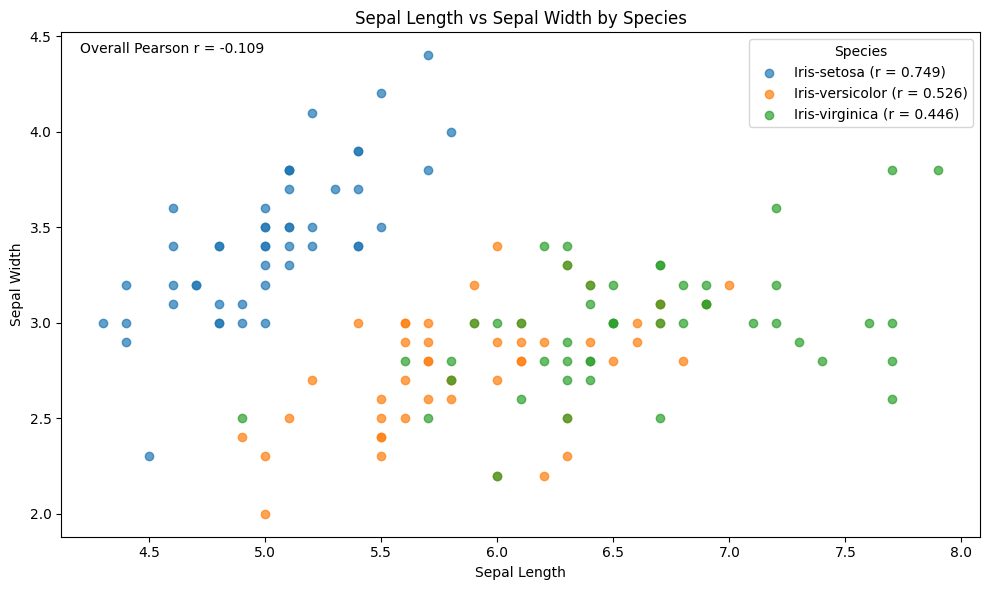 Sepal Length vs Sepal Width by Species
Overall Pearson r = -0.109
Species
Iris-setosa (r = 0.749)
Iris-versicolor (r = 0.526)
Iris-virginica (r = 0.446)
Sepal Width
4.5
4.0
3.5
3.0
2.5
2.0
4.5 5.0 5.5 6.0 6.5 7.0 7.5 8.0
Sepal Length